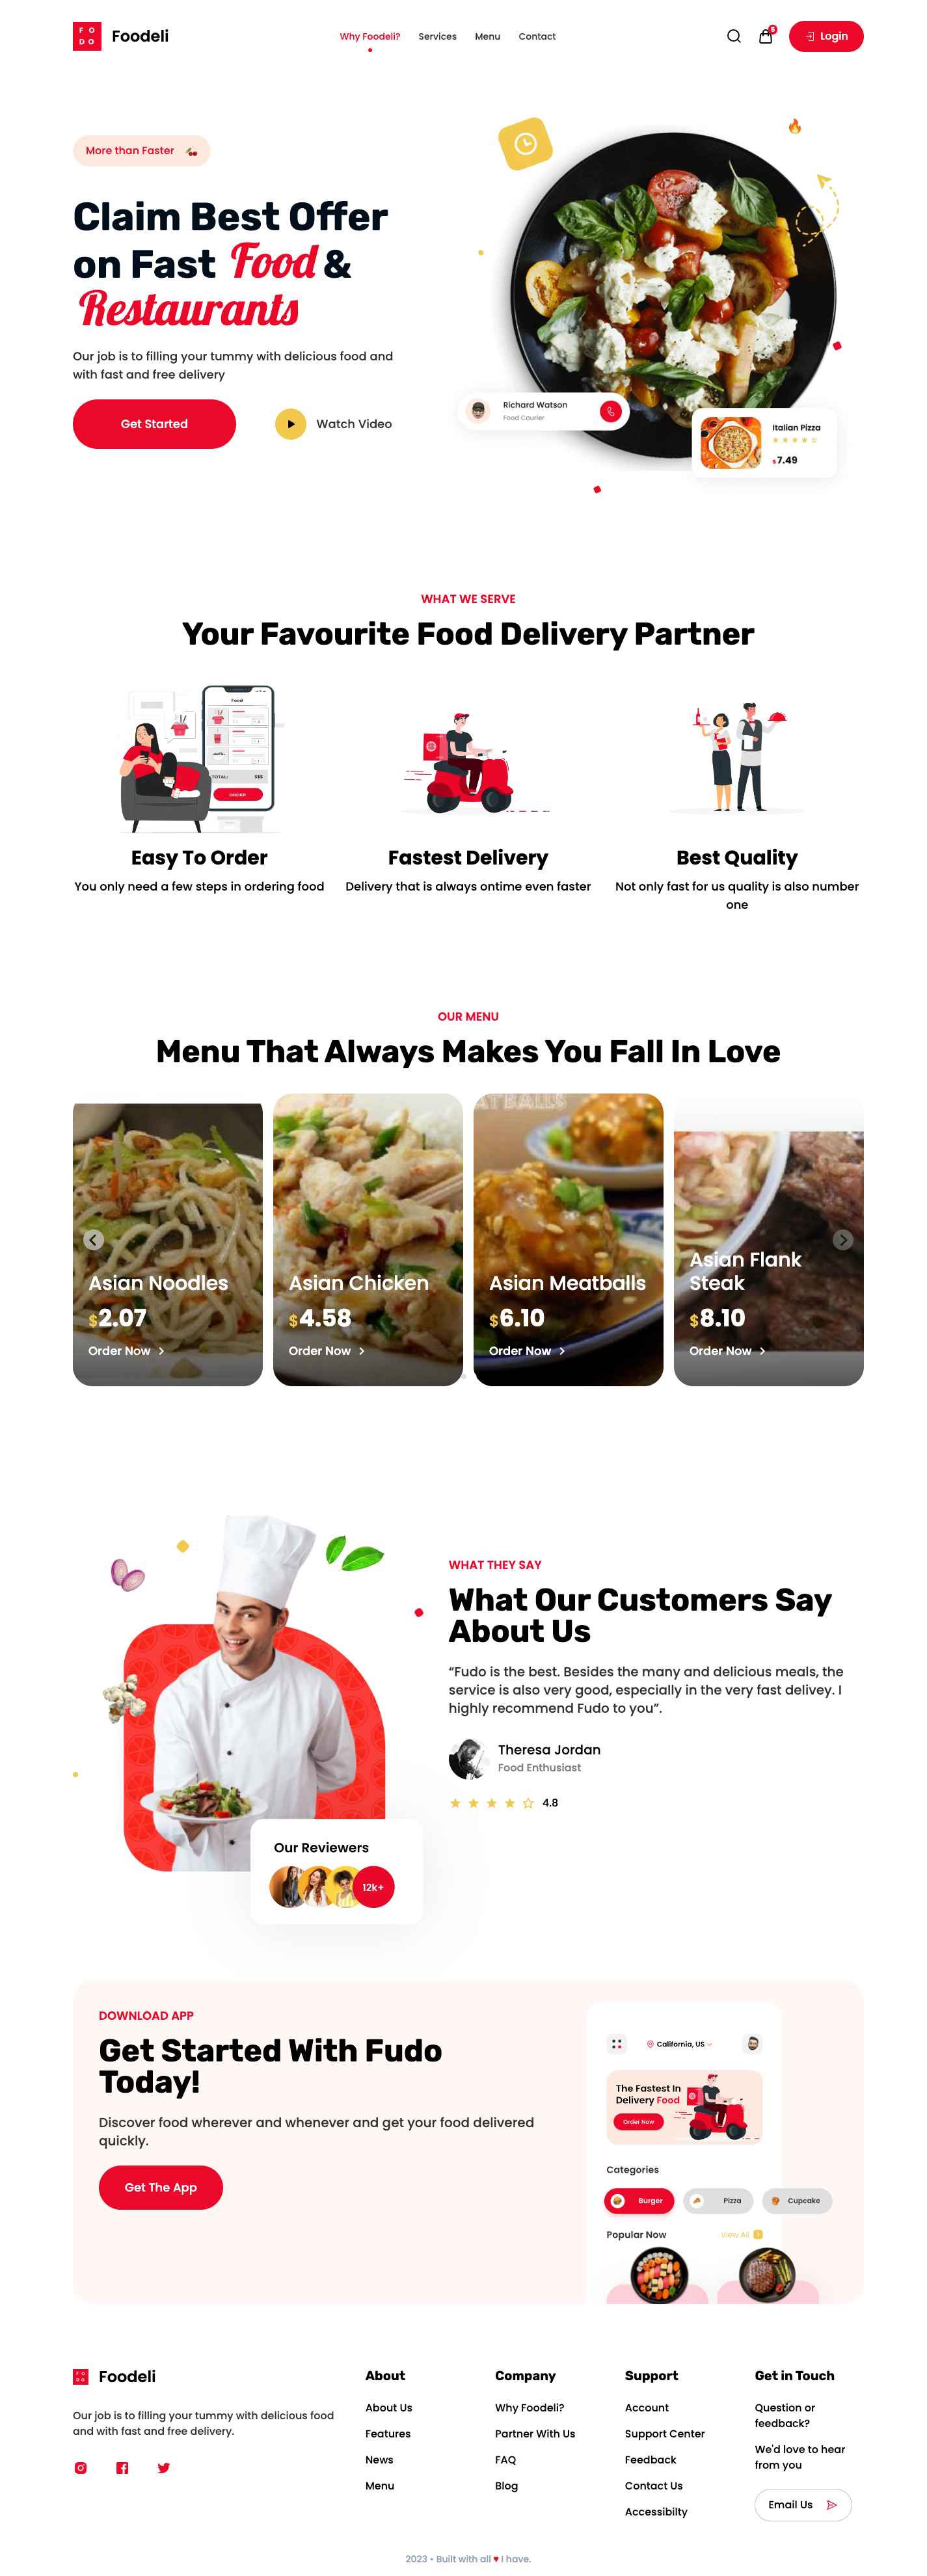 F O
D O
Foodeli
Why Foodeli?
Services
Menu
Contact
5
Login
More than Faster
Claim Best Offer
on Fast Food &
Restaurants
Our job is to filling your tummy with delicious food and
with fast and free delivery
Get Started
Watch Video
Richard Watson
Food Courier
Italian Pizza
$7.49
WHAT WE SERVE
Your Favourite Food Delivery Partner
Food
TOTAL:
$$$
ORDER
Easy To Order
You only need a few steps in ordering food
Fastest Delivery
Delivery that is always ontime even faster
Best Quality
Not only fast for us quality is also number
one
OUR MENU
Menu That Always Makes You Fall In Love
Asian Noodles
$2.07
Order Now
Asian Chicken
$4.58
Order Now
Asian Meatballs
$6.10
Order Now
Asian Flank
Steak
$8.10
Order Now
WHAT THEY SAY
What Our Customers Say
About Us
“Fudo is the best. Besides the many and delicious meals, the
service is also very good, especially in the very fast delivey. I
highly recommend Fudo to you”.
Theresa Jordan
Food Enthusiast
4.8
Our Reviewers
12k+
DOWNLOAD APP
Get Started With Fudo
Today!
Discover food wherever and whenever and get your food delivered
quickly.
Get The App
California, US
The Fastest In
Delivery Food
Order Now
Categories
Burger
Pizza
Cupcake
Popular Now
View All
F O
D O
Foodeli
Our job is to filling your tummy with delicious food
and with fast and free delivery.
About
About Us
Features
News
Menu
Company
Why Foodeli?
Partner With Us
FAQ
Blog
Support
Account
Support Center
Feedback
Contact Us
Accessibilty
Get in Touch
Question or
feedback?
We'd love to hear
from you
Email Us
2023 • Built with all ♥ I have.